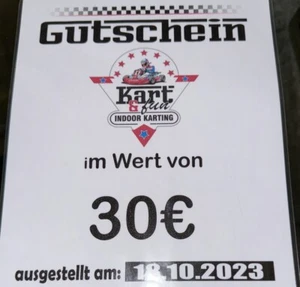 Gutschein
Kart
& fun
INDOOR KARTING
im Wert von
30€
ausgestellt am: 18.10.2023